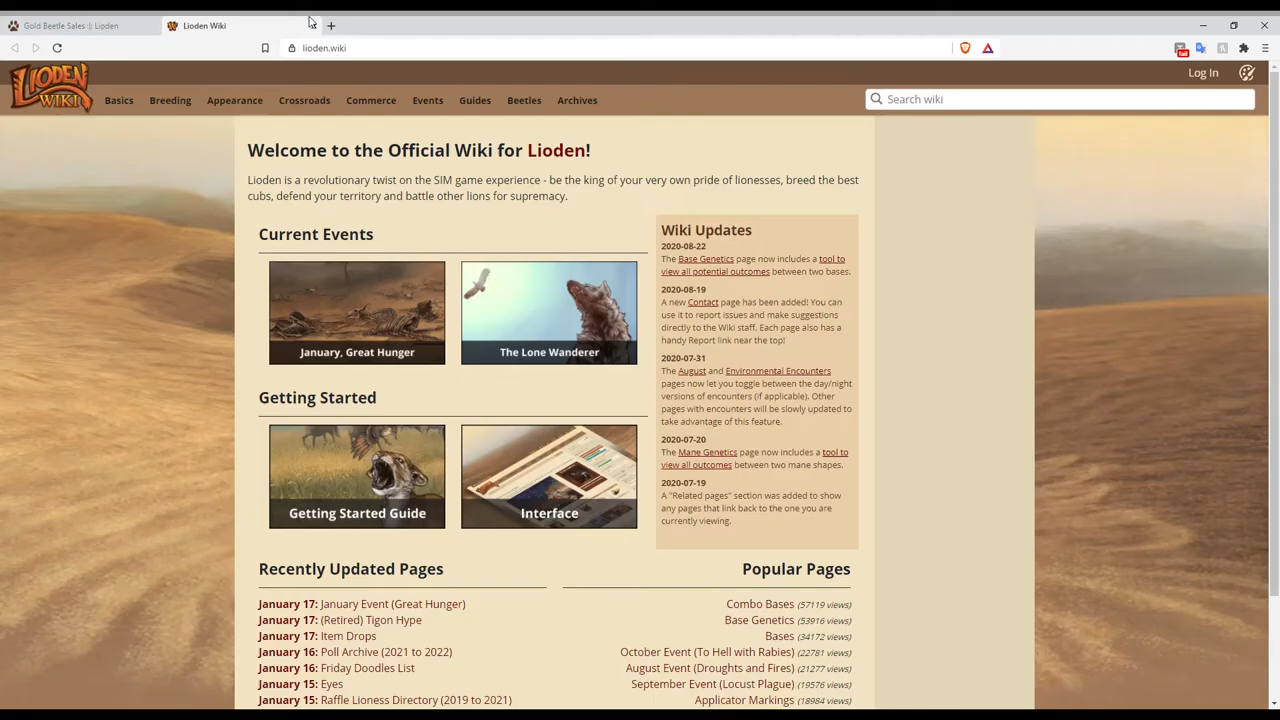 Gold Beetle Sales :| Lioden
Lioden Wiki
lioden.wiki
LIODEN
WIKI
Log In
Basics Breeding Appearance Crossroads Commerce Events Guides Beetles Archives
Search wiki
Welcome to the Official Wiki for Lioden!
Lioden is a revolutionary twist on the SIM game experience - be the king of your very own pride of lionesses, breed the best
cubs, defend your territory and battle other lions for supremacy.
Current Events
January, Great Hunger
The Lone Wanderer
Getting Started
Getting Started Guide
Interface
Wiki Updates
2020-08-22
The Base Genetics page now includes a tool to
view all potential outcomes between two bases.
2020-08-19
A new Contact page has been added! You can
use it to report issues and make suggestions
directly to the Wiki staff. Each page also has a
handy Report link near the top!
2020-07-31
The August and Environmental Encounters
pages now let you toggle between the day/night
versions of encounters (if applicable). Other
pages with encounters will be slowly updated to
take advantage of this feature.
2020-07-20
The Mane Genetics page now includes a tool to
view all outcomes between two mane shapes.
2020-07-19
A "Related pages" section was added to show
any pages that link back to the one you are
currently viewing.
Recently Updated Pages
January 17: January Event (Great Hunger)
January 17: (Retired) Tigon Hype
January 17: Item Drops
January 16: Poll Archive (2021 to 2022)
January 16: Friday Doodles List
January 15: Eyes
January 15: Raffle Lioness Directory (2019 to 2021)
Popular Pages
Combo Bases (57119 views)
Base Genetics (53916 views)
Bases (34172 views)
October Event (To Hell with Rabies) (22781 views)
August Event (Droughts and Fires) (21277 views)
September Event (Locust Plague) (19576 views)
Applicator Markings (18984 views)